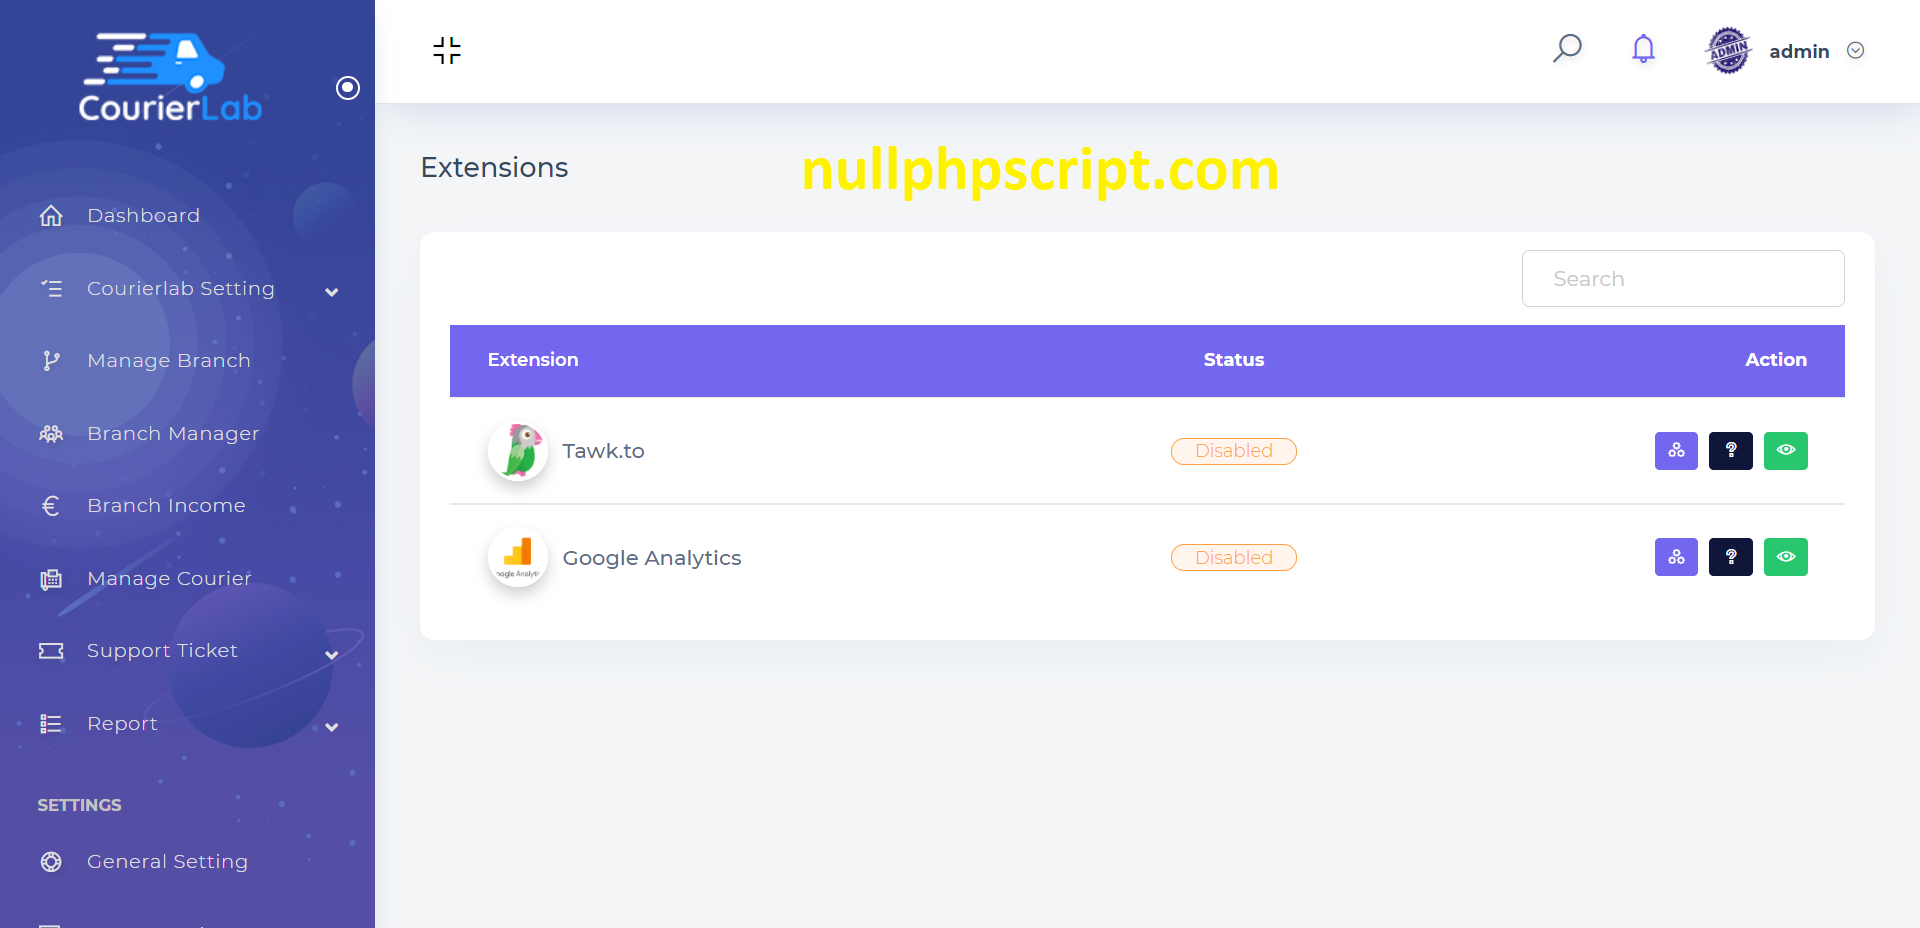 CourierLab
ADMIN
admin
Extensions
nullphpscript.com
Dashboard
Courierlab Setting
Manage Branch
Branch Manager
Branch Income
Manage Courier
Support Ticket
Report
SETTINGS
General Setting
Search
Extension Status Action
Tawk.to Disabled
Google Analytics Disabled